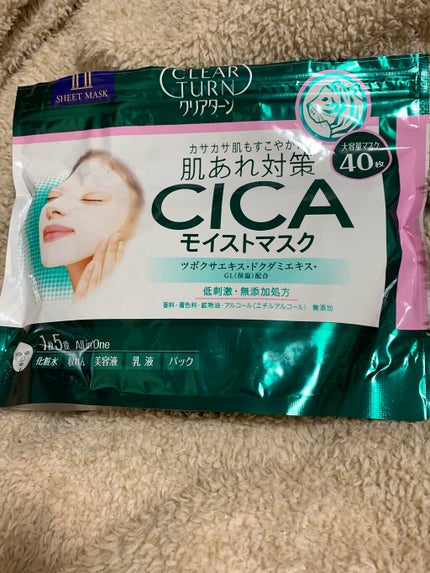 SHEET MASK
CLEAR
TURN
クリアターン
カサカサ肌もすこやか
肌あれ対策
大容量マスク
40枚
CICA
モイストマスク
ツボクサエキス・ドクダミエキス・
GL(保湿)配合
低刺激・無添加処方
香料・着色料・鉱物油・アルコール(エチルアルコール) 無添加
5役 All in One
化粧水 収れん 美容液 乳液 パック